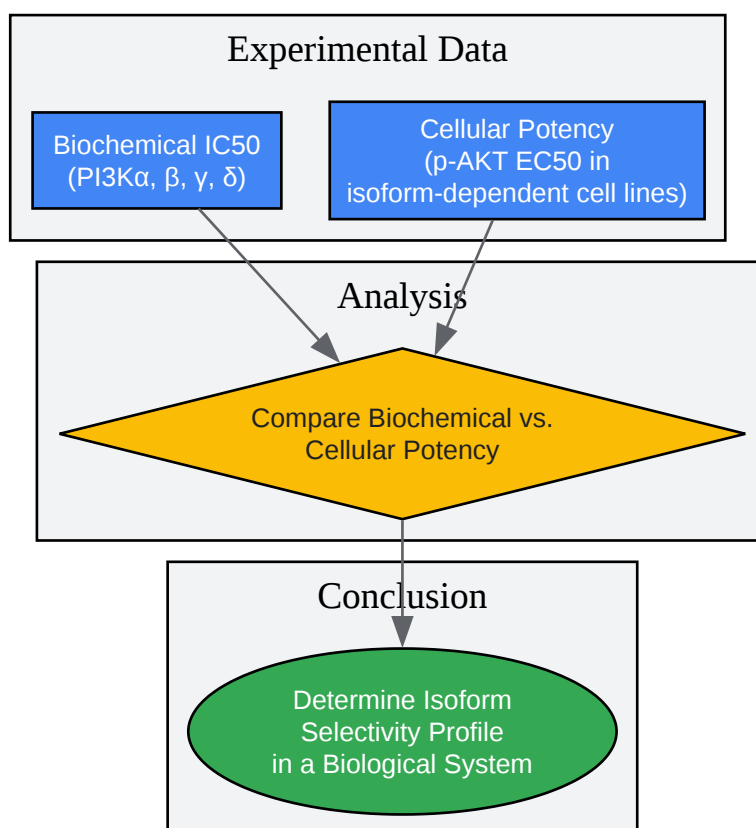 Experimental Data
Biochemical IC50
(PI3Kα, β, γ, δ)
Cellular Potency
(p-AKT EC50 in
isoform-dependent cell lines)
Analysis
Compare Biochemical vs.
Cellular Potency
Conclusion
Determine Isoform
Selectivity Profile
in a Biological System